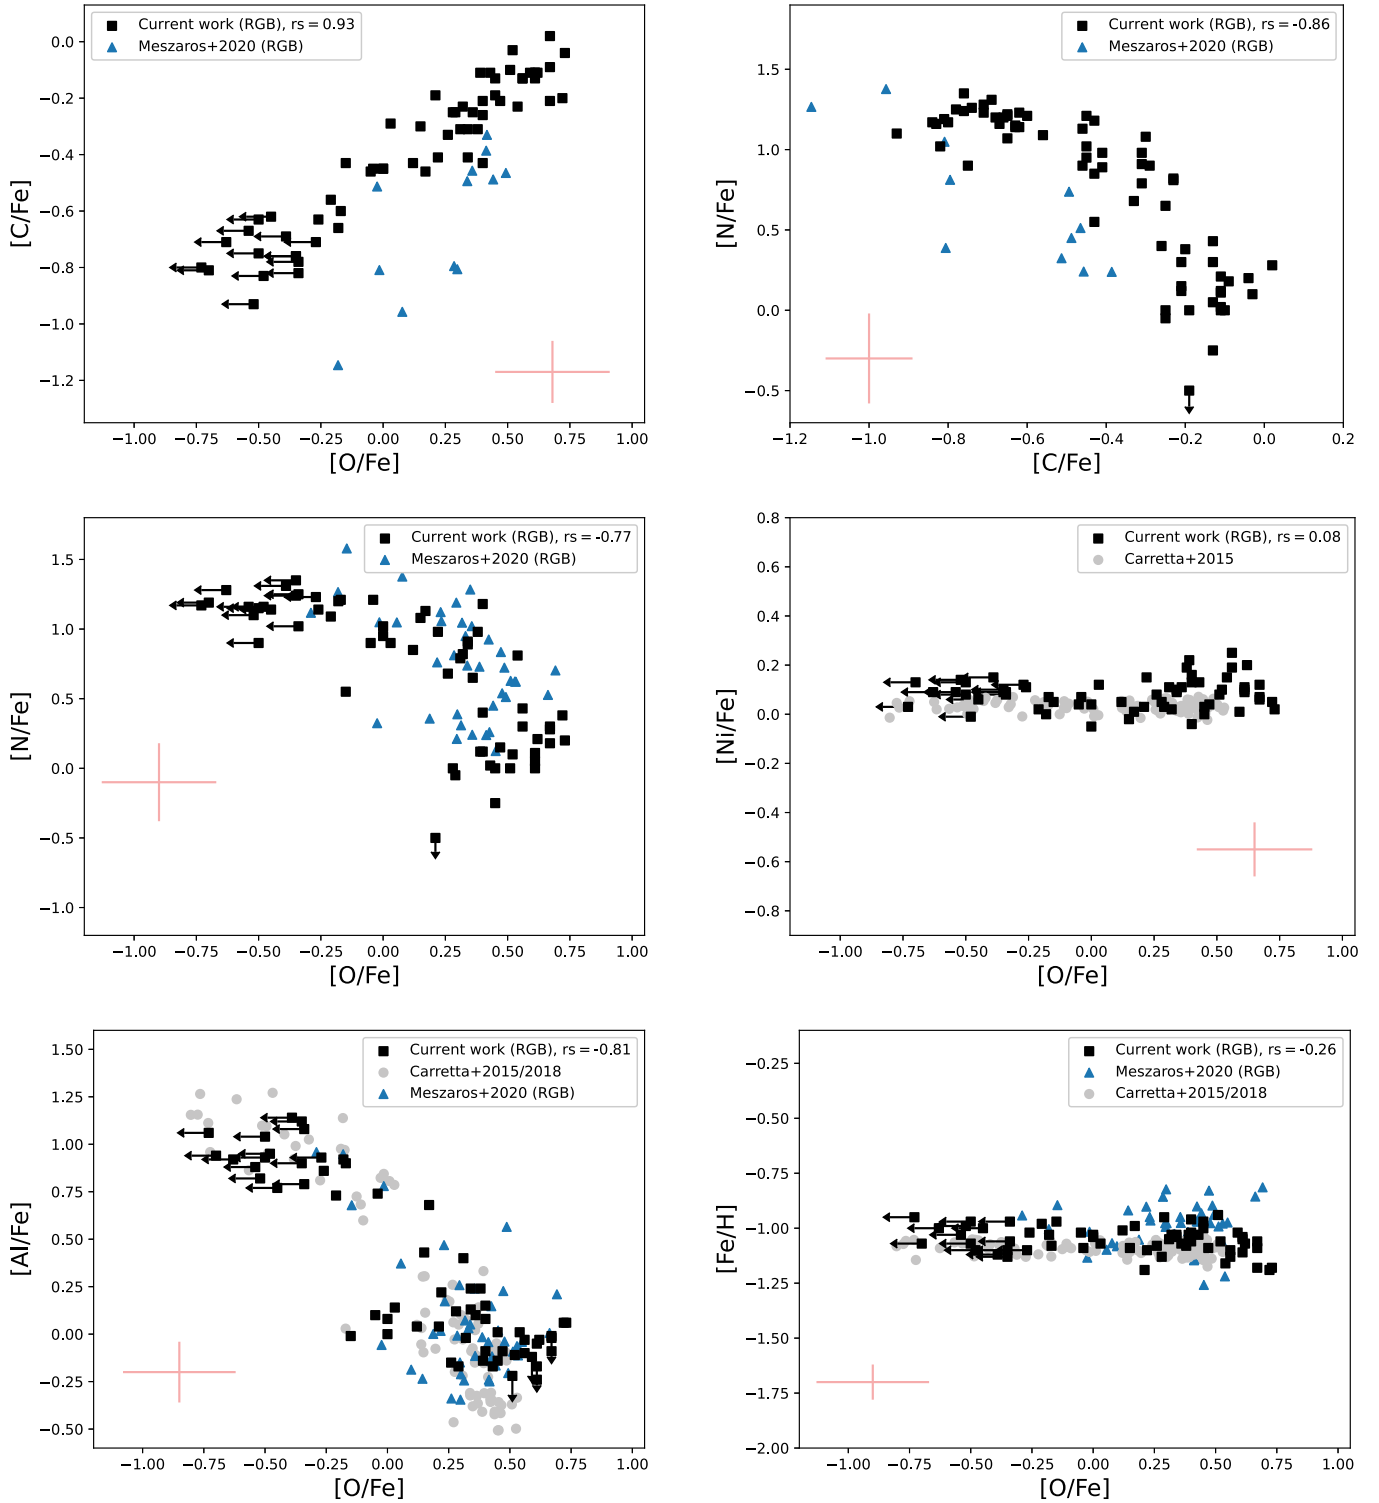 Current work (RGB), rs = 0.93
Meszaros+2020 (RGB)
0.0
−0.2
−0.4
−0.6
−0.8
−1.0
−1.2
[C/Fe]
−1.00 −0.75 −0.50 −0.25 0.00 0.25 0.50 0.75 1.00
[O/Fe]
Current work (RGB), rs = -0.86
Meszaros+2020 (RGB)
1.5
1.0
0.5
0.0
−0.5
[N/Fe]
−1.2 −1.0 −0.8 −0.6 −0.4 −0.2 0.0 0.2
[C/Fe]
Current work (RGB), rs = -0.77
Meszaros+2020 (RGB)
1.5
1.0
0.5
0.0
−0.5
−1.0
[N/Fe]
−1.00 −0.75 −0.50 −0.25 0.00 0.25 0.50 0.75 1.00
[O/Fe]
Current work (RGB), rs = 0.08
Carretta+2015
0.8
0.6
0.4
0.2
0.0
−0.2
−0.4
−0.6
−0.8
[Ni/Fe]
−1.00 −0.75 −0.50 −0.25 0.00 0.25 0.50 0.75 1.00
[O/Fe]
Current work (RGB), rs = -0.81
Carretta+2015/2018
Meszaros+2020 (RGB)
1.50
1.25
1.00
0.75
0.50
0.25
0.00
−0.25
−0.50
[Al/Fe]
−1.00 −0.75 −0.50 −0.25 0.00 0.25 0.50 0.75 1.00
[O/Fe]
Current work (RGB), rs = -0.26
Meszaros+2020 (RGB)
Carretta+2015/2018
−0.25
−0.50
−0.75
−1.00
−1.25
−1.50
−1.75
−2.00
[Fe/H]
−1.00 −0.75 −0.50 −0.25 0.00 0.25 0.50 0.75 1.00
[O/Fe]